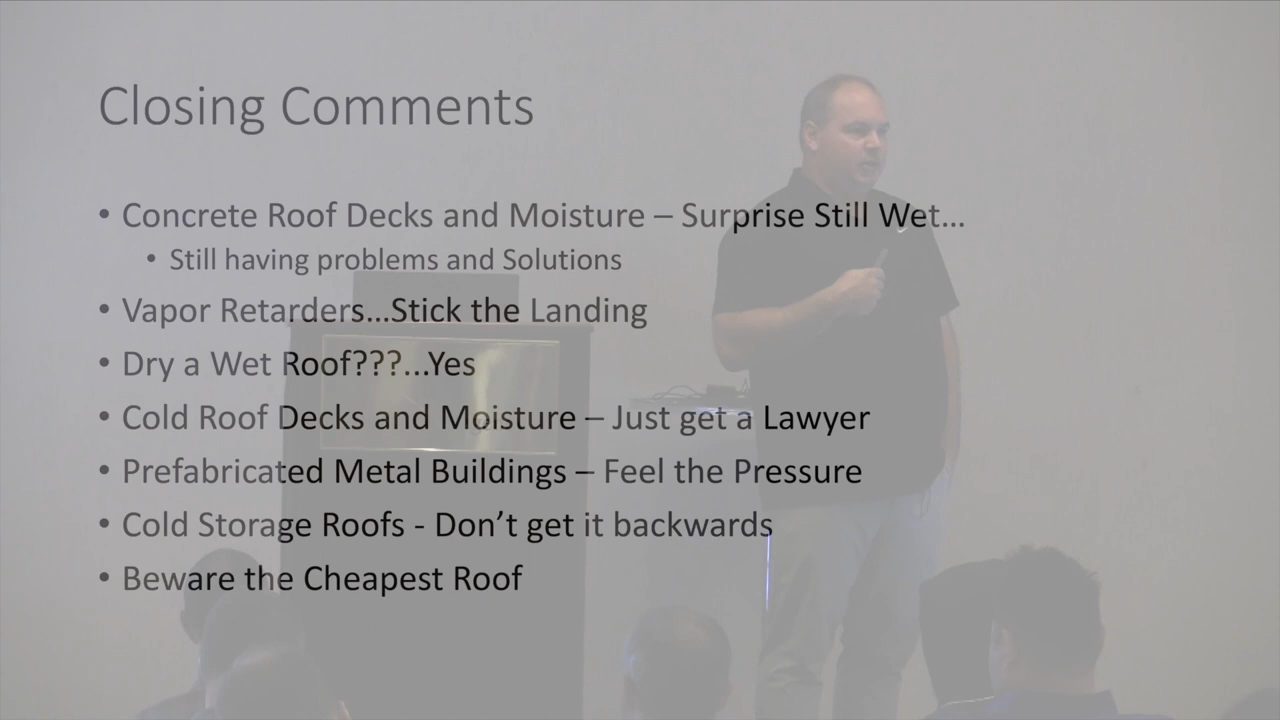 Closing Comments
• Concrete Roof Decks and Moisture – Surprise Still Wet…
• Still having problems and Solutions
• Vapor Retarders…Stick the Landing
• Dry a Wet Roof???...Yes
• Cold Roof Decks and Moisture – Just get a Lawyer
• Prefabricated Metal Buildings – Feel the Pressure
• Cold Storage Roofs - Don’t get it backwards
• Beware the Cheapest Roof